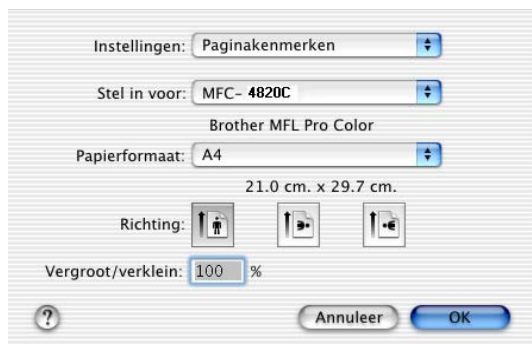 Instellingen: Paginakenmerken
Stel in voor: MFC- 4820C
Brother MFL Pro Color
Papierformaat: A4
21.0 cm. x 29.7 cm.
Richting:
Vergroot/verklein: 100 %
? Annuleer OK